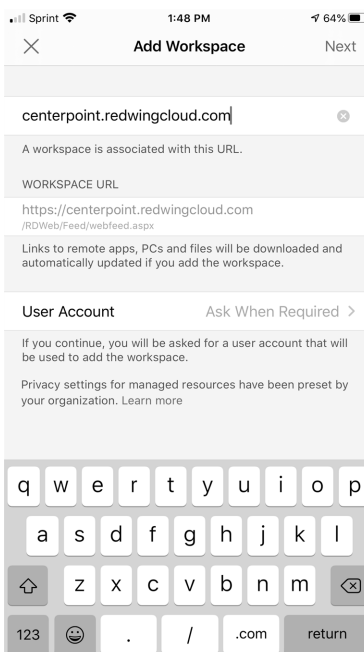 Sprint 1:48 PM 64%
Add Workspace Next
centerpoint.redwingcloud.com
A workspace is associated with this URL.
WORKSPACE URL
https://centerpoint.redwingcloud.com
/RDWeb/Feed/webfeed.aspx
Links to remote apps, PCs and files will be downloaded and
automatically updated if you add the workspace.
User Account Ask When Required >
If you continue, you will be asked for a user account that will
be used to add the workspace.
Privacy settings for managed resources have been preset by
your organization. Learn more
q w e r t y u i o p
a s d f g h j k l
z x c v b n m
123 . / .com return